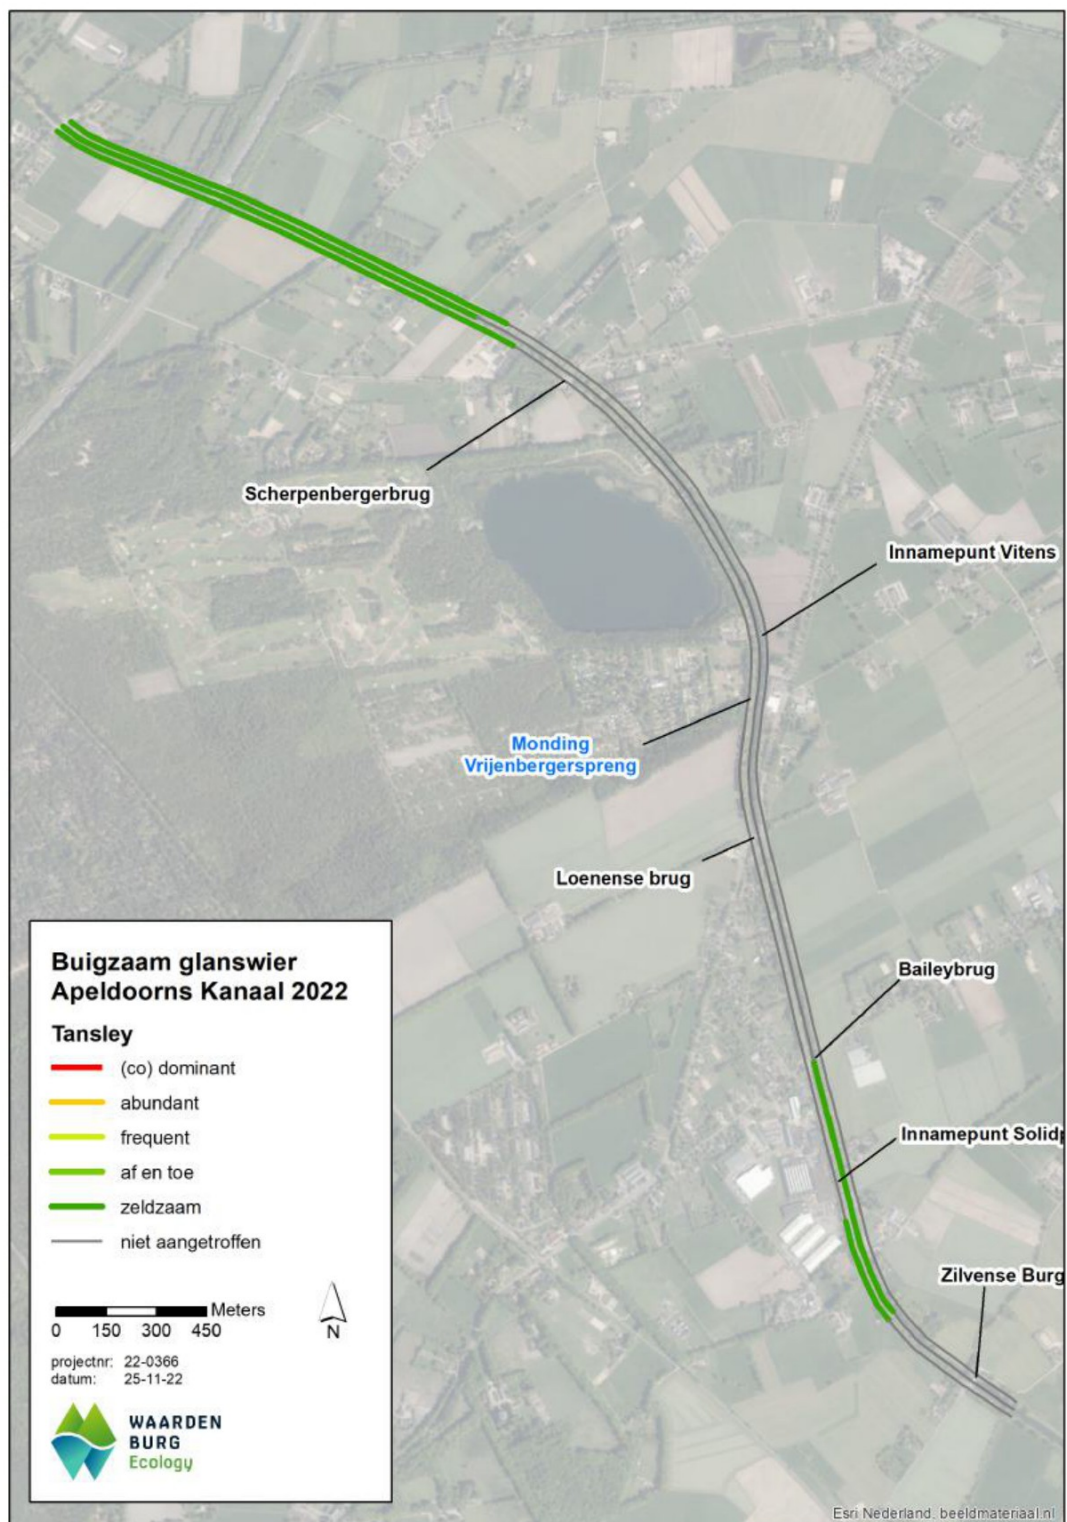 Scherpenbergerbrug
Innamepunt Vitens
Monding
Vrijenbergerspreng
Loenense brug
Baileybrug
Innamepunt Solidp
Zilvense Burg
Buigzaam glanswier
Apeldoorns Kanaal 2022
Tansley
(co) dominant
abundant
frequent
af en toe
zeldzaam
niet aangetroffen
Meters
0 150 300 450
N
projectnr: 22-0366
datum: 25-11-22
WAARDEN
BURG
Ecology
Esri Nederland, beeldmateriaal.nl